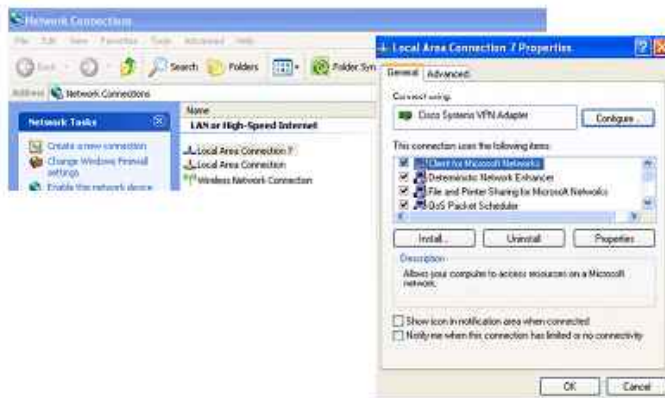 Network Connections
File Edit View Favorites Tools Advanced Help
Back Search Folders Folder Syn
Address Network Connections
Network Tasks
Create a new connection
Change Windows Firewall settings
Enable this network device
Name
LAN or High-Speed Internet
Local Area Connection 7
Local Area Connection
Wireless Network Connection
Local Area Connection 7 Properties
General Advanced
Connect using:
Cisco Systems VPN Adapter
Configure...
This connection uses the following items:
Client for Microsoft Networks
Deterministic Network Enhancer
File and Printer Sharing for Microsoft Networks
QoS Packet Scheduler
Install... Uninstall Properties
Description
Allows your computer to access resources on a Microsoft
network.
Show icon in notification area when connected
Notify me when this connection has limited or no connectivity
OK Cancel